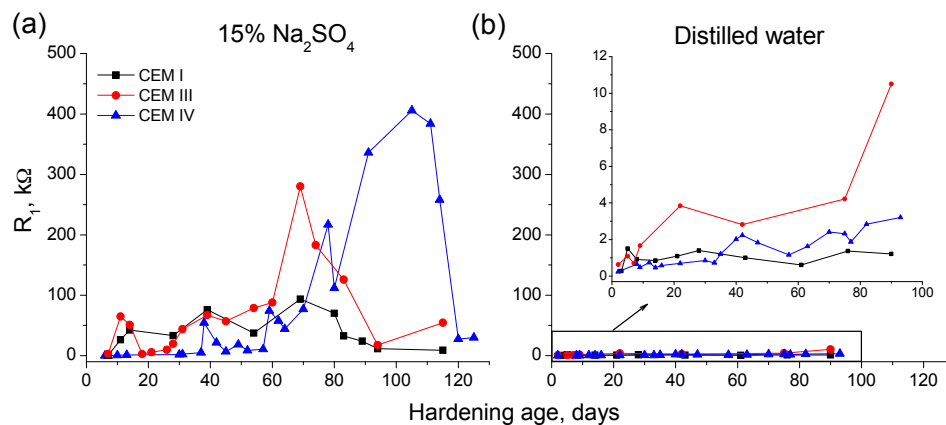 (a)
15% Na₂SO₄
(b)
Distilled water
500
400
300
200
100
0
R₁, kΩ
CEM I
CEM III
CEM IV
0 20 40 60 80 100 120
500
400
300
200
100
0
12
10
8
6
4
2
0
0 20 40 60 80 100
0 20 40 60 80 100 120
Hardening age, days